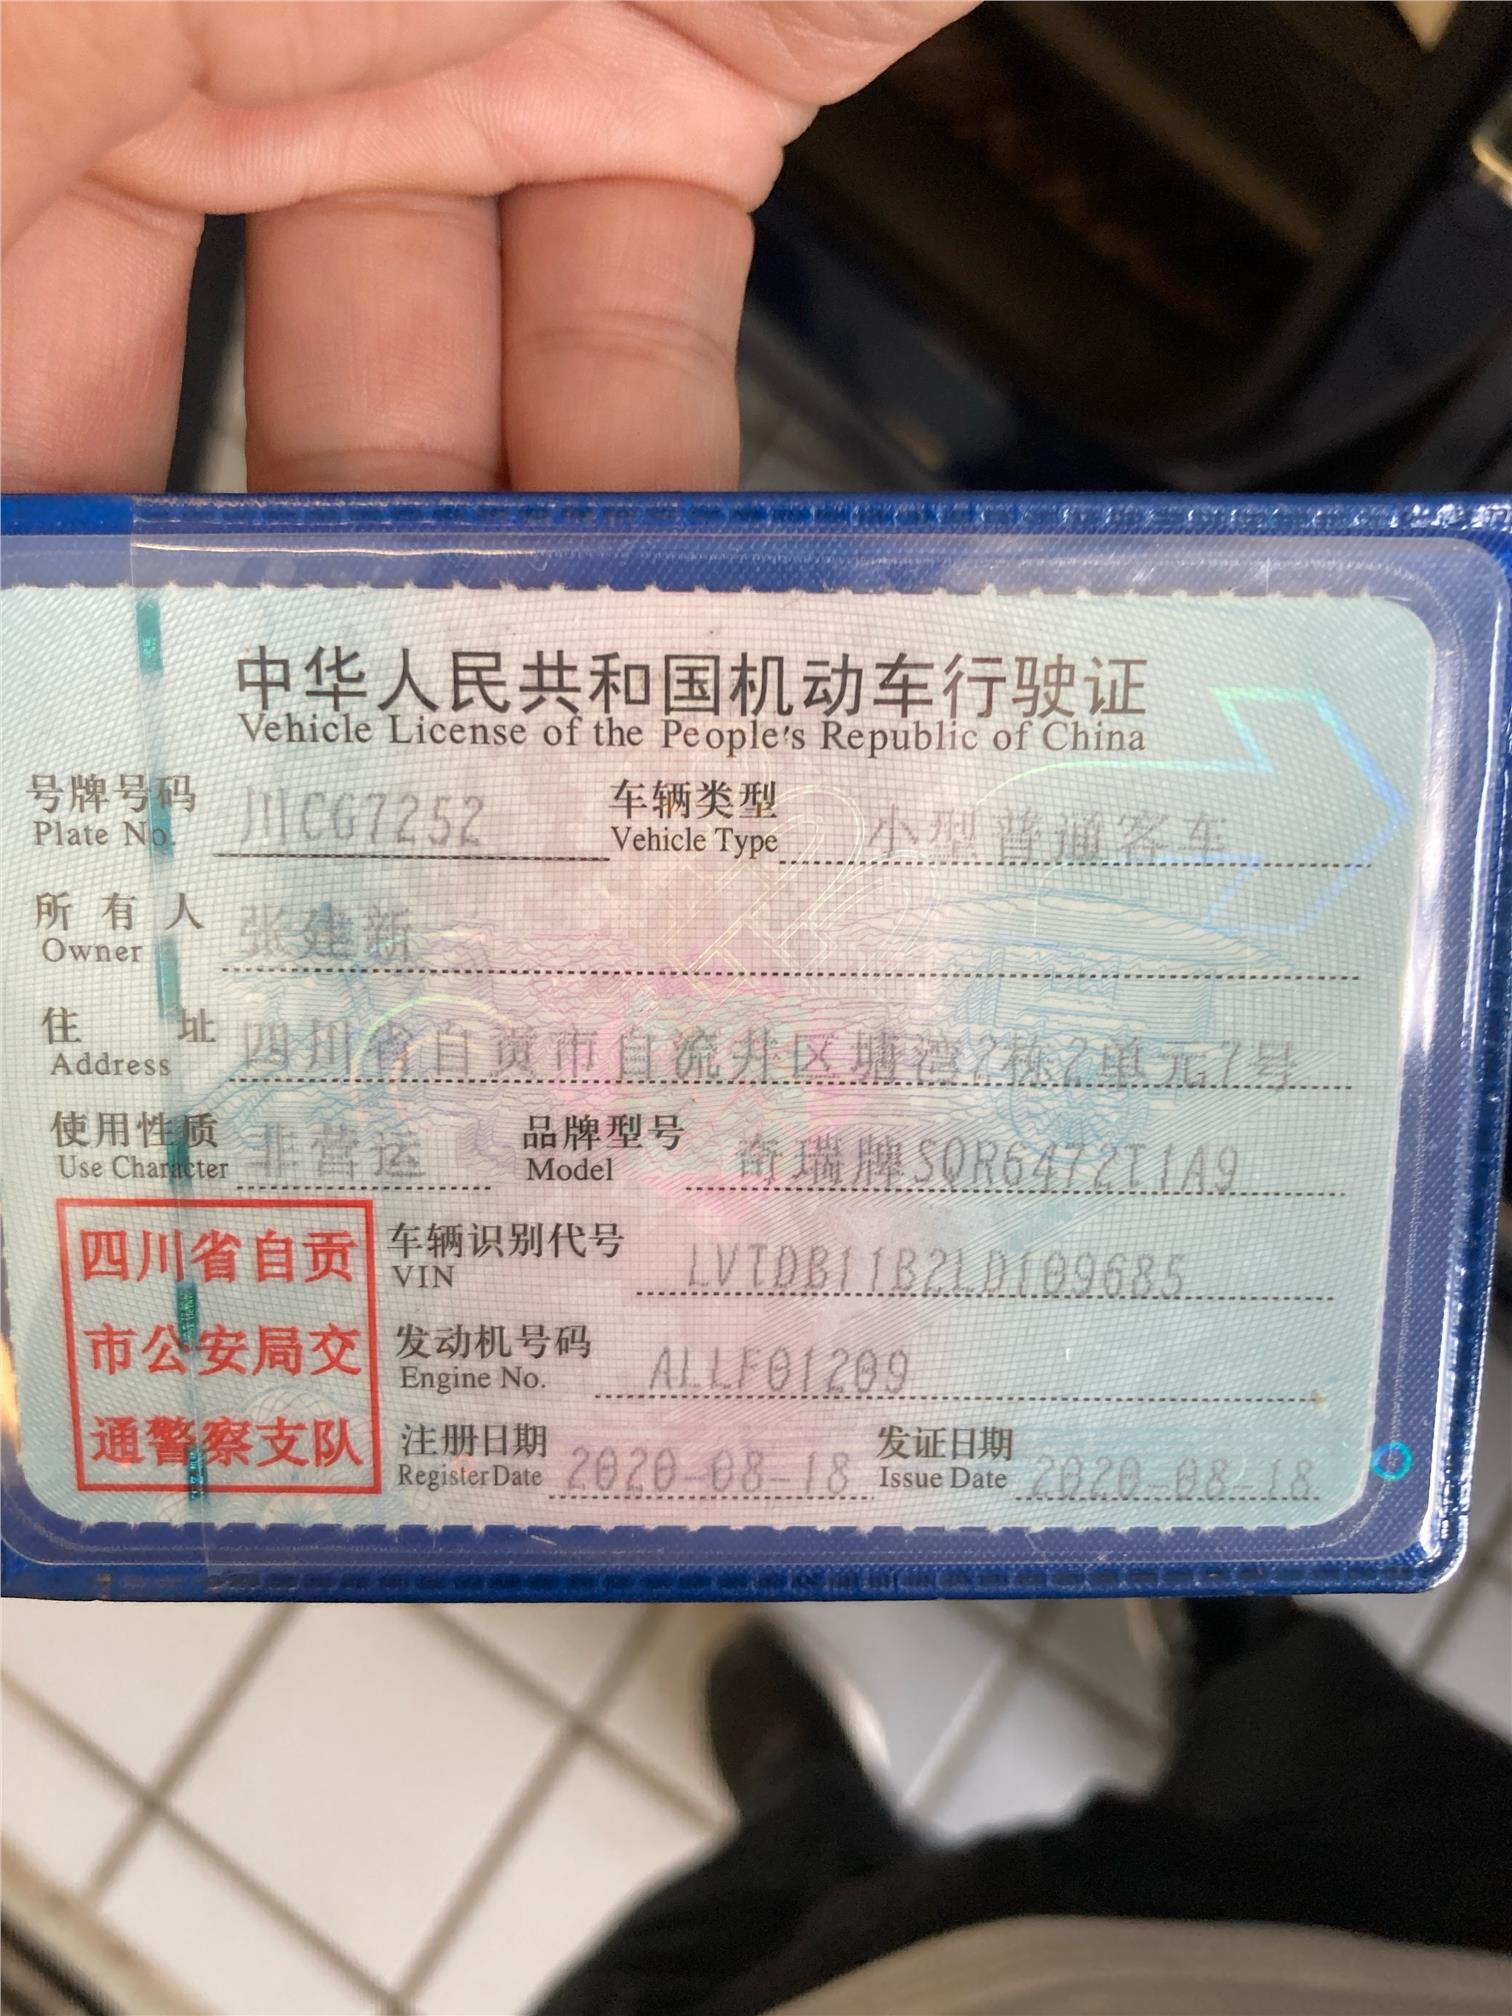 中华人民共和国机动车行驶证
Vehicle License of the People's Republic of China
号牌号码 川CG7252 车辆类型 小型普通客车
Plate No. Vehicle Type
所有人 张建新
Owner
住址 四川省自贡市自流井区塘湾2栋2单元7号
Address
使用性质 非营运 品牌型号 奇瑞牌SQR6472T1A9
Use Character Model
四川省自贡
市公安局交
通警察支队
车辆识别代号 LVTDB11B2LD109685
VIN
发动机号码 ALLF01209
Engine No.
注册日期 2020-08-18 发证日期 2020-08-18
Register Date Issue Date